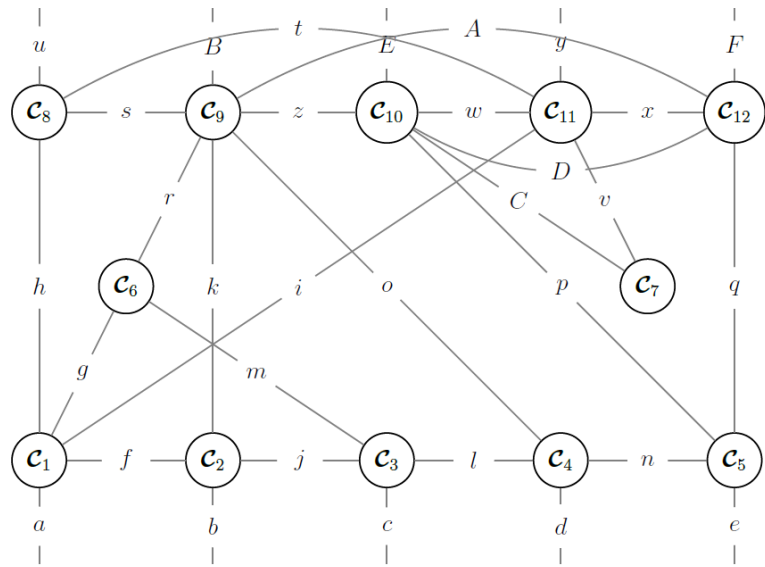 t A
u B E y F
𝓒₈ s 𝓒₉ z 𝓒₁₀ w 𝓒₁₁ x 𝓒₁₂
D
r C v
h 𝓒₆ k i o p 𝓒₇ q
g m
𝓒₁ f 𝓒₂ j 𝓒₃ l 𝓒₄ n 𝓒₅
a b c d e